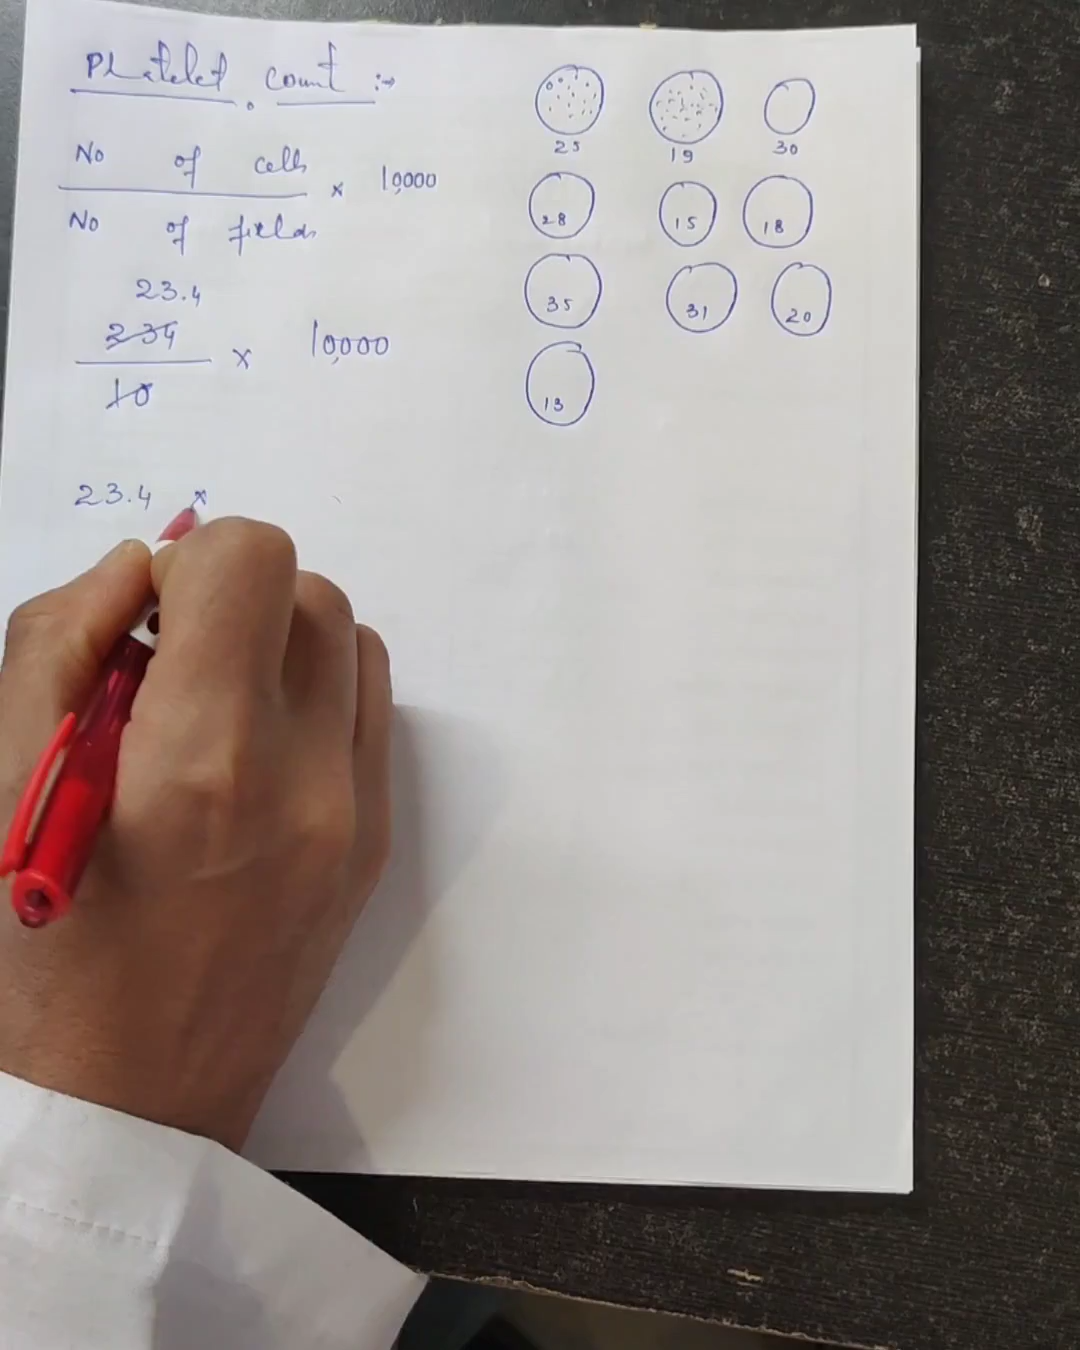 Platelet count :→
No of cells
× 10,000
No of fields
23.4
234
× 10,000
10
23.4 ×
25 19 30
28 15 18
35 31 20
13